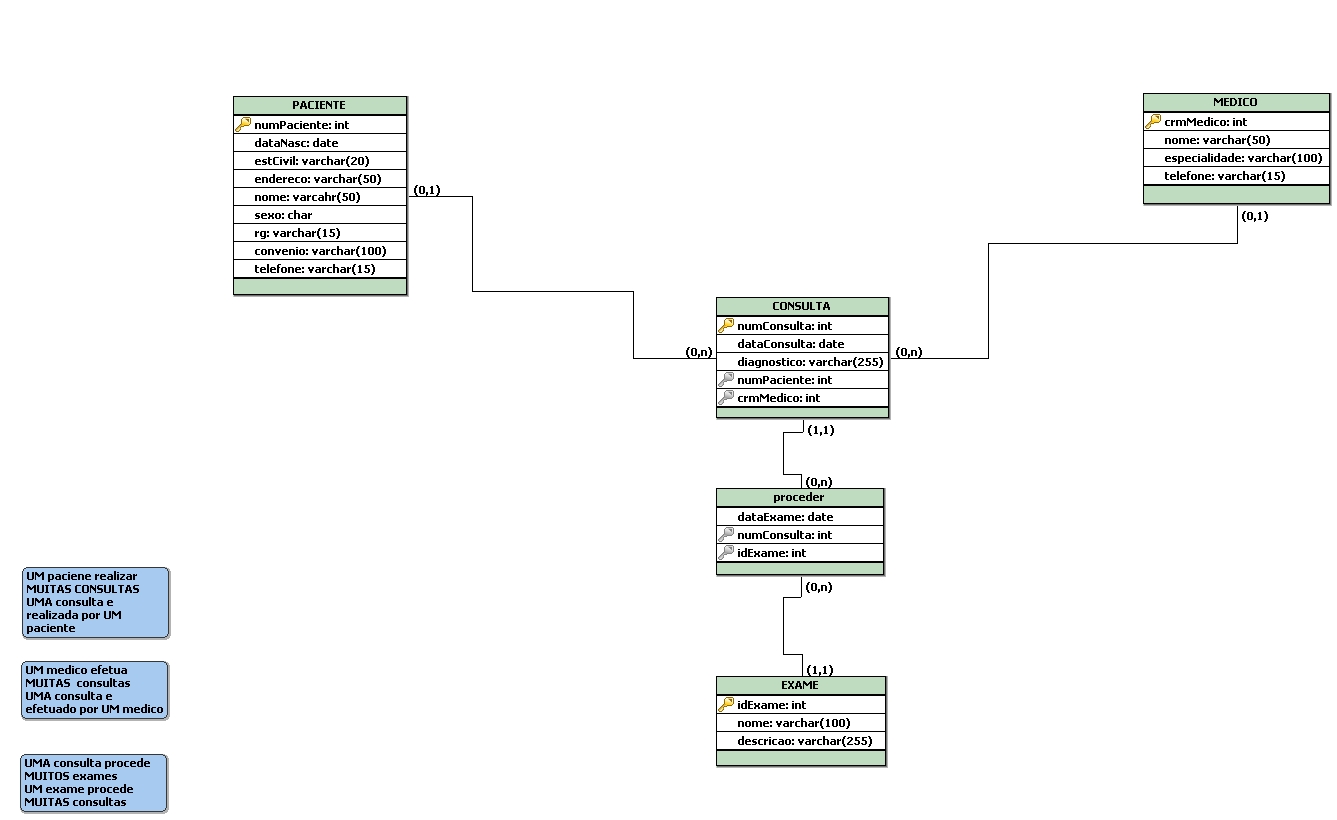 PACIENTE
numPaciente: int
dataNasc: date
estCivil: varchar(20)
endereco: varchar(50)
nome: varcahr(50)
sexo: char
rg: varchar(15)
convenio: varchar(100)
telefone: varchar(15)
(0,1)
MEDICO
crmMedico: int
nome: varchar(50)
especialidade: varchar(100)
telefone: varchar(15)
(0,1)
(0,n)
CONSULTA
numConsulta: int
dataConsulta: date
diagnostico: varchar(255)
numPaciente: int
crmMedico: int
(0,n)
(1,1)
(0,n)
proceder
dataExame: date
numConsulta: int
idExame: int
(0,n)
(1,1)
EXAME
idExame: int
nome: varchar(100)
descricao: varchar(255)
UM paciene realizar
MUITAS CONSULTAS
UMA consulta e
realizada por UM
paciente
UM medico efetua
MUITAS consultas
UMA consulta e
efetuado por UM medico
UMA consulta procede
MUITOS exames
UM exame procede
MUITAS consultas